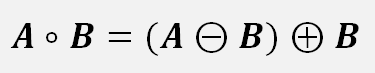 A ∘ B = (A ⊖ B) ⊕ B